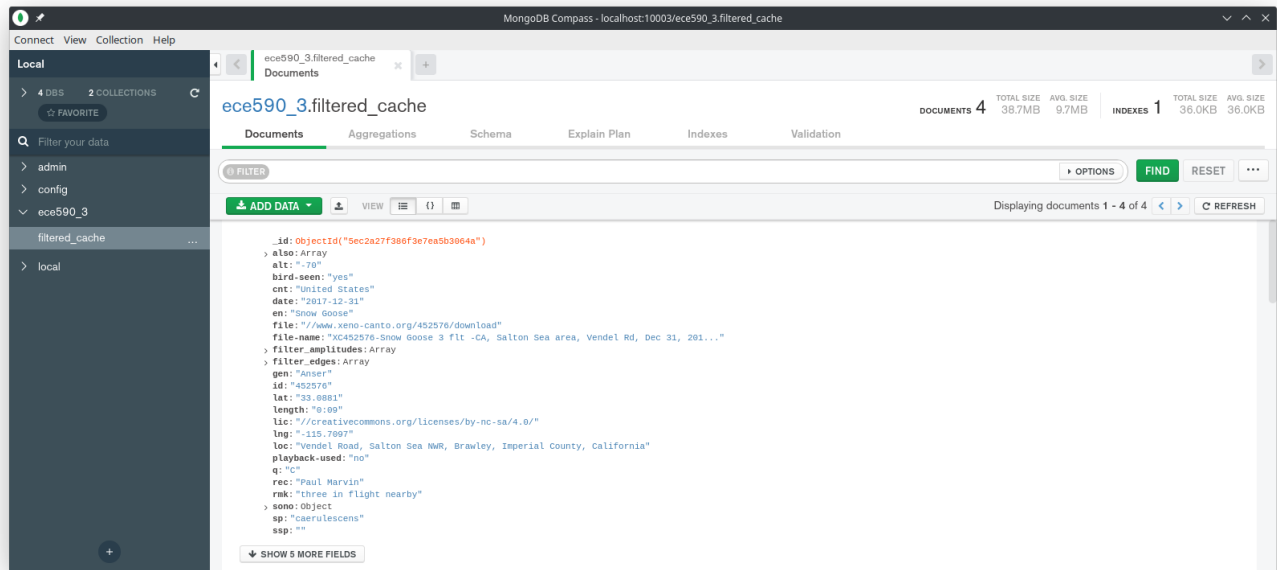 MongoDB Compass - localhost:10003/ece590_3.filtered_cache
Connect View Collection Help
Local
4 DBS 2 COLLECTIONS
FAVORITE
Filter your data
admin
config
ece590_3
filtered_cache ...
local
ece590_3.filtered_cache
Documents
ece590_3.filtered_cache
DOCUMENTS 4 TOTAL SIZE 38.7MB AVG. SIZE 9.7MB INDEXES 1 TOTAL SIZE 36.0KB AVG. SIZE 36.0KB
Documents Aggregations Schema Explain Plan Indexes Validation
FILTER OPTIONS FIND RESET ...
ADD DATA VIEW {} Displaying documents 1 - 4 of 4 REFRESH
_id: ObjectId("5ec2a27f386f3e7ea5b3064a")
also: Array
alt: "-70"
bird-seen: "yes"
cnt: "United States"
date: "2017-12-31"
en: "Snow Goose"
file: "//www.xeno-canto.org/452576/download"
file-name: "XC452576-Snow Goose 3 flt -CA, Salton Sea area, Vendel Rd, Dec 31, 201..."
filter_amplitudes: Array
filter_edges: Array
gen: "Anser"
id: "452576"
lat: "33.0881"
length: "0:09"
lic: "//creativecommons.org/licenses/by-nc-sa/4.0/"
lng: "-115.7097"
loc: "Vendel Road, Salton Sea NWR, Brawley, Imperial County, California"
playback-used: "no"
q: "C"
rec: "Paul Marvin"
rmk: "three in flight nearby"
sono: Object
sp: "caerulescens"
ssp: ""
SHOW 5 MORE FIELDS